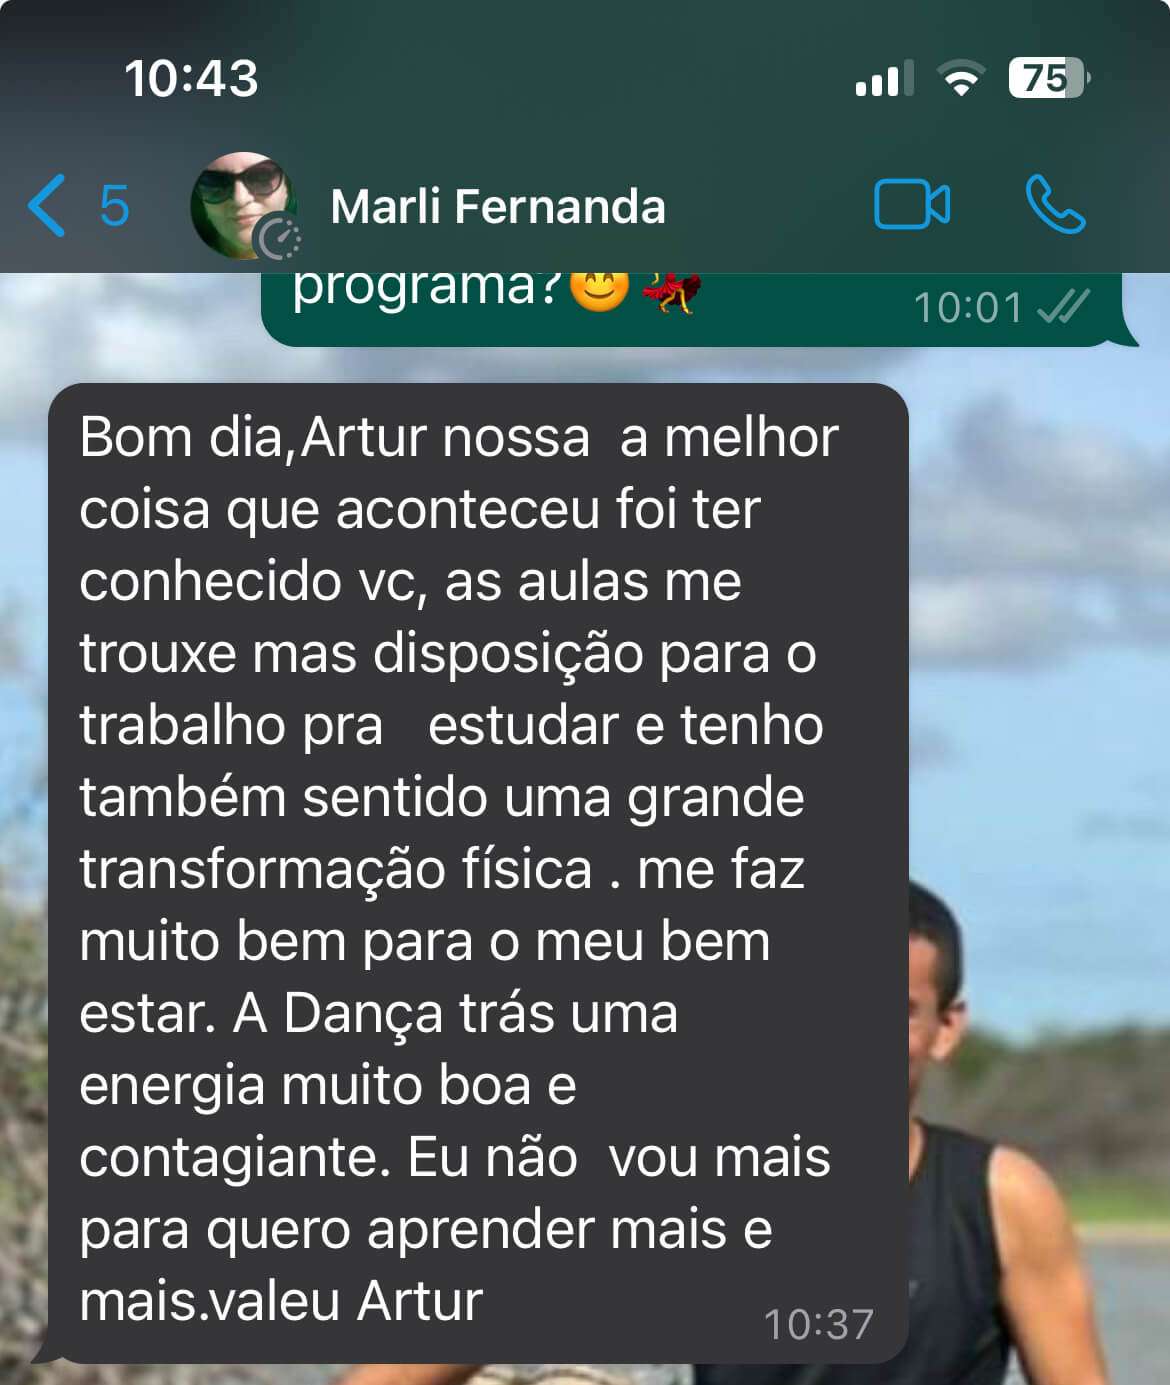 10:43
75
5
Marli Fernanda
programa?😊💃
10:01
Bom dia,Artur nossa  a melhor
coisa que aconteceu foi ter
conhecido vc, as aulas me
trouxe mas disposição para o
trabalho pra   estudar e tenho
também sentido uma grande
transformação física . me faz
muito bem para o meu bem
estar. A Dança trás uma
energia muito boa e
contagiante. Eu não  vou mais
para quero aprender mais e
mais.valeu Artur
10:37